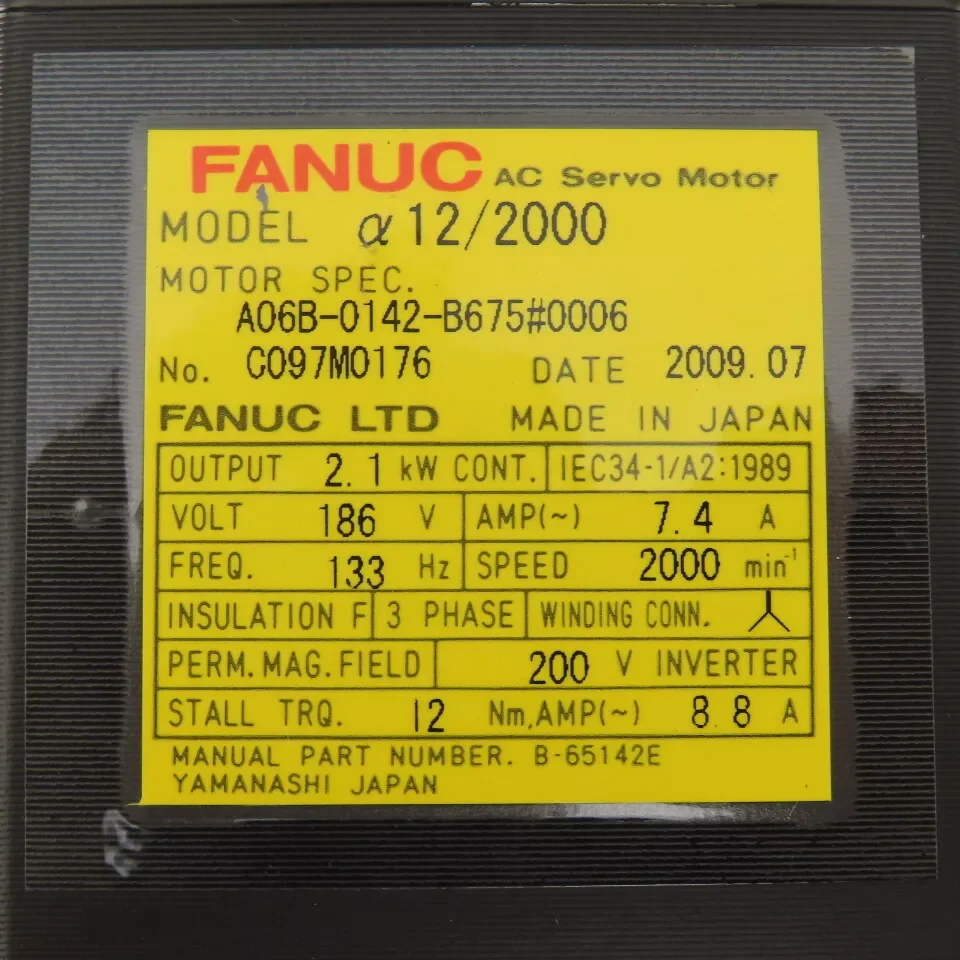 FANUC AC Servo Motor
MODEL α12/2000
MOTOR SPEC.
A06B-0142-B675#0006
No. C097M0176 DATE 2009.07
FANUC LTD MADE IN JAPAN
OUTPUT 2.1 kW CONT. IEC34-1/A2:1989
VOLT 186 V AMP(~) 7.4 A
FREQ. 133 Hz SPEED 2000 min⁻¹
INSULATION F 3 PHASE WINDING CONN.
PERM.MAG.FIELD 200 V INVERTER
STALL TRQ. 12 Nm,AMP(~) 8.8 A
MANUAL PART NUMBER. B-65142E
YAMANASHI JAPAN